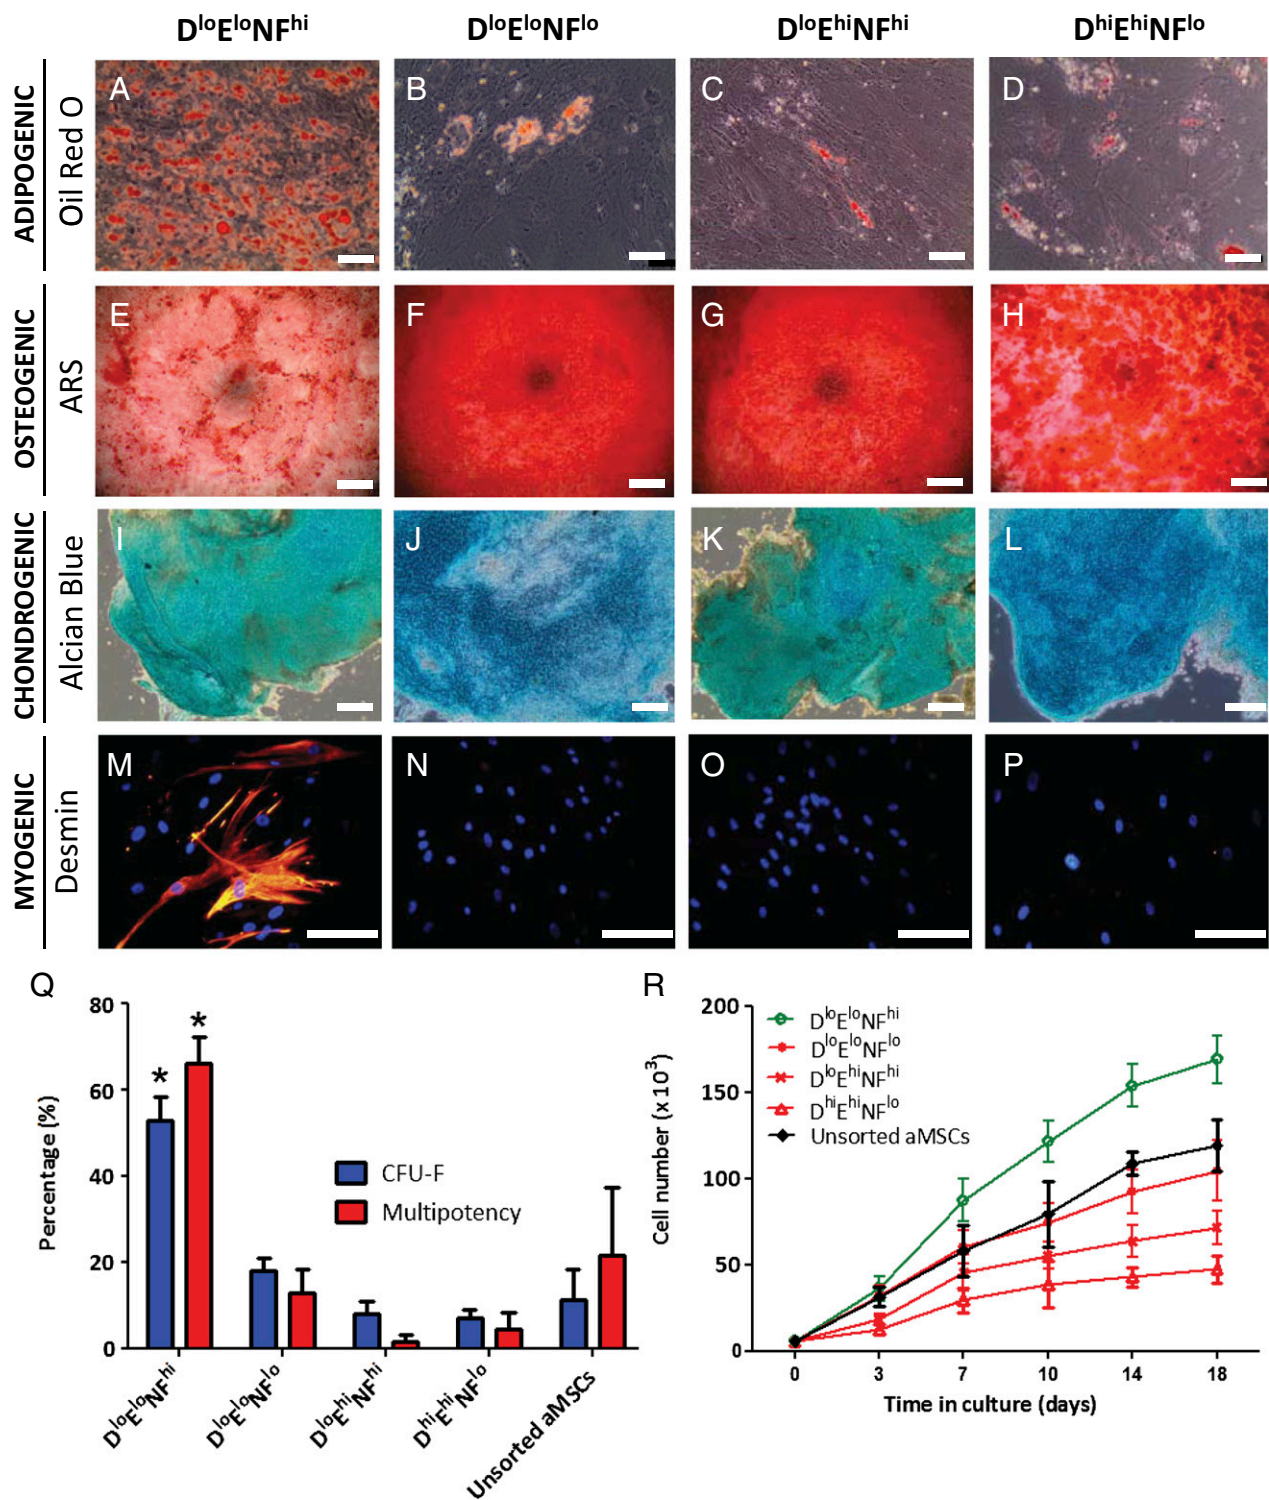 DloEloNFhi DloEloNFlo DloEhiNFhi DhiEhiNFlo
ADIPOGENIC
Oil Red O
A B C D
OSTEOGENIC
ARS
E F G H
CHONDROGENIC
Alcian Blue
I J K L
MYOGENIC
Desmin
M N O P
Q
80
60
40
20
0
Percentage (%)
* *
CFU-F
Multipotency
DloEloNFhi
DloEloNFlo
DloEhiNFhi
DhiEhiNFlo
Unsorted aMSCs
R
200
150
100
50
0
Cell number (x 10³)
DloEloNFhi
DloEloNFlo
DloEhiNFhi
DhiEhiNFlo
Unsorted aMSCs
0 3 7 10 14 18
Time in culture (days)